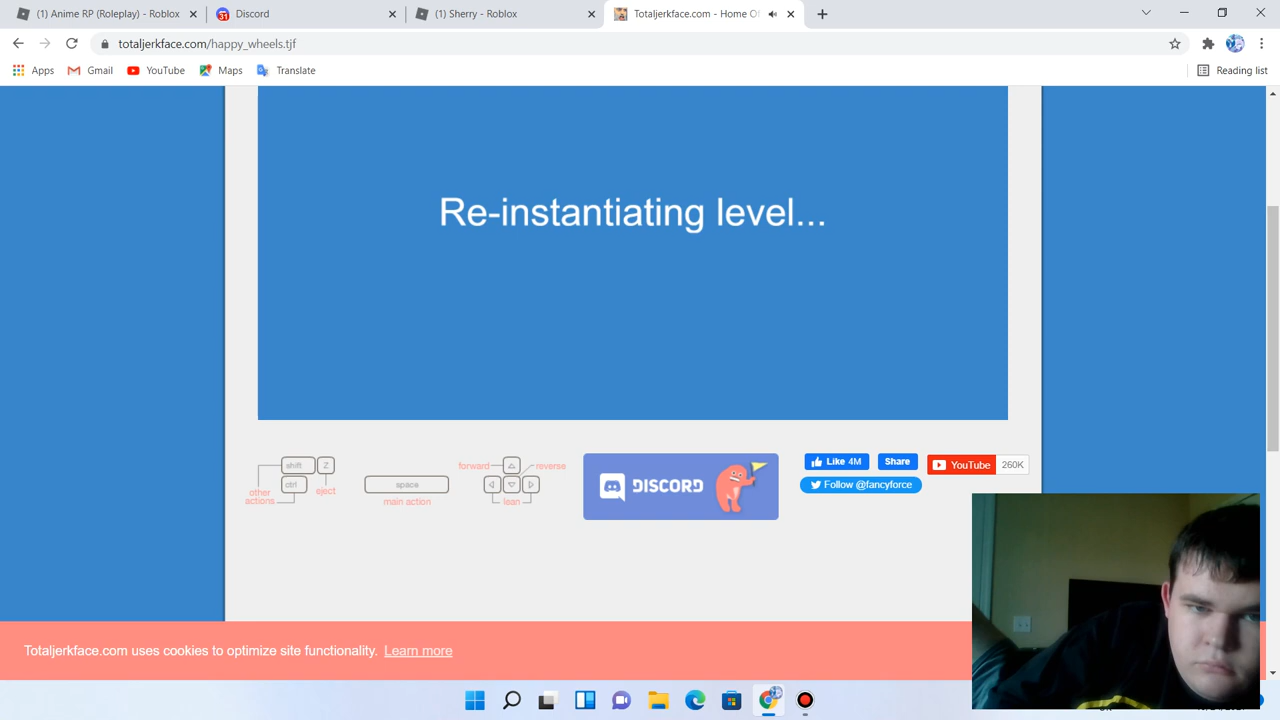 (1) Anime RP (Roleplay) - Roblox
31
Discord
(1) Sherry - Roblox
Totaljerkface.com - Home O
totaljerkface.com/happy_wheels.tjf
Apps
Gmail
YouTube
Maps
Translate
Reading list
Re-instantiating level...
shift
Z
ctrl
other
actions
eject
space
main action
forward
reverse
lean
DISCORD
Like 4M
Share
YouTube
260K
Follow @fancyforce
Totaljerkface.com uses cookies to optimize site functionality. Learn more